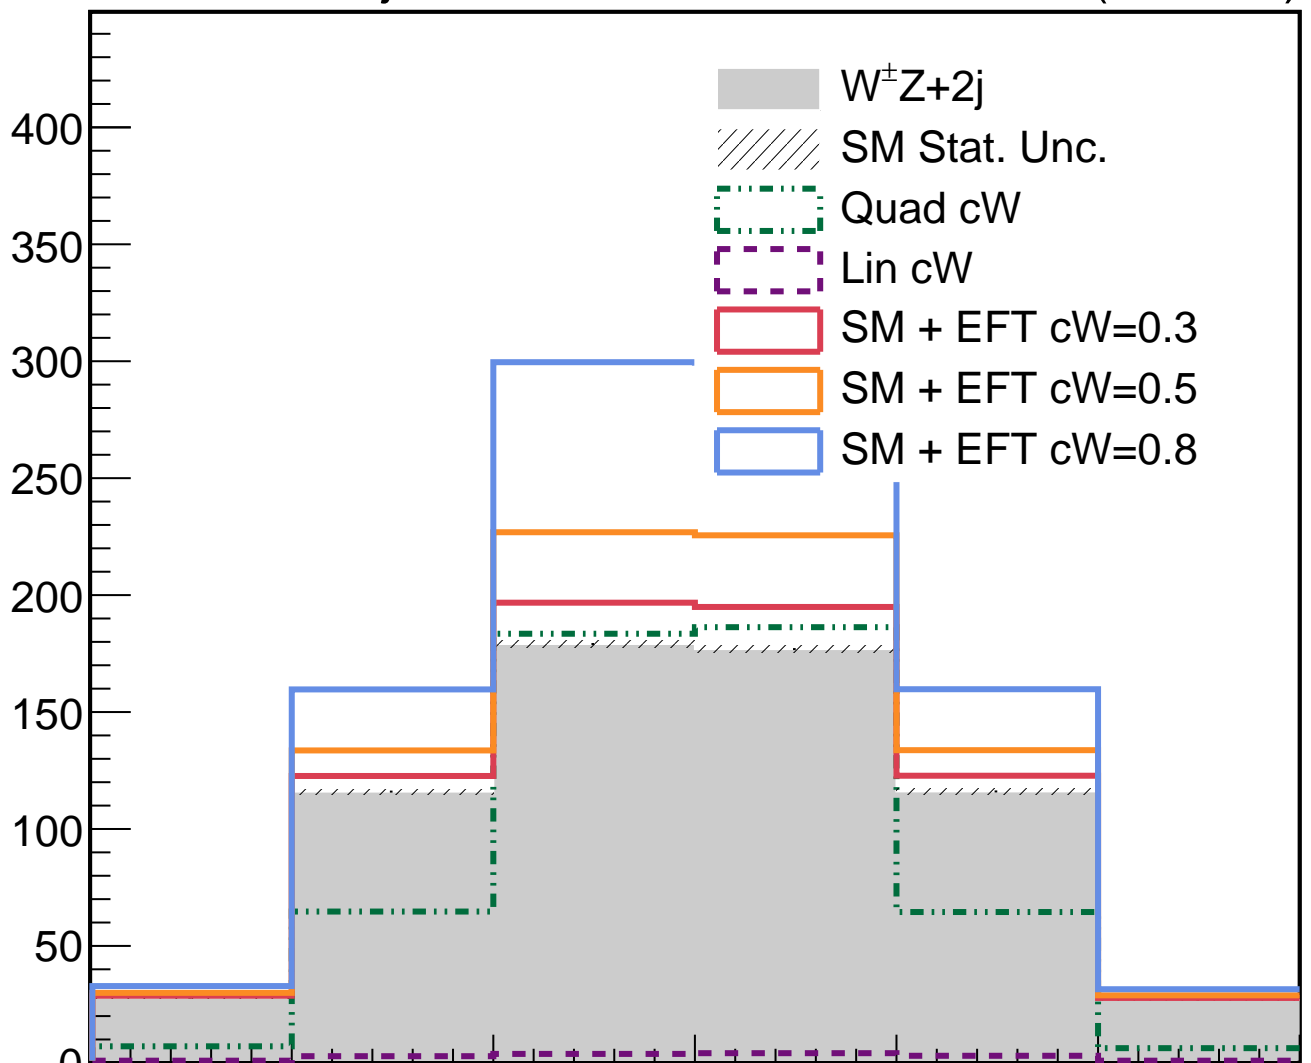 W±Z+2j
SM Stat. Unc.
Quad cW
Lin cW
SM + EFT cW=0.3
SM + EFT cW=0.5
SM + EFT cW=0.8
400
350
300
250
200
150
100
50
0